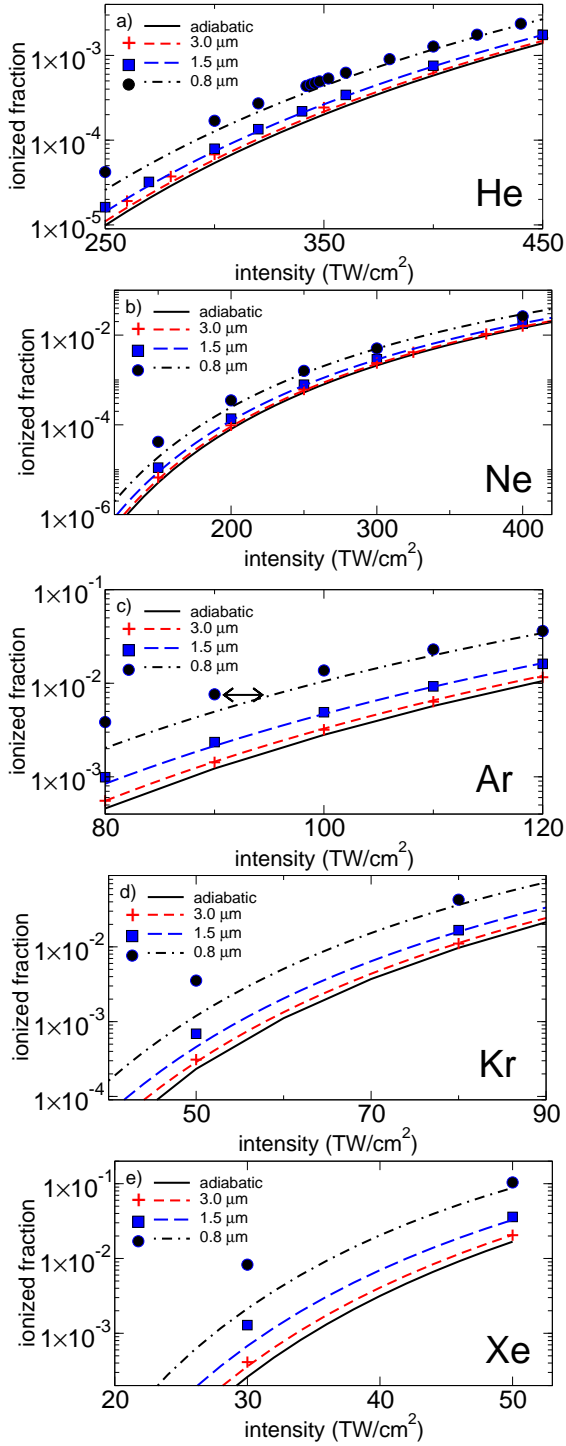 a)
adiabatic
3.0 μm
1.5 μm
0.8 μm
1×10⁻³
1×10⁻⁴
1×10⁻⁵
ionized fraction
He
250 350 450
intensity (TW/cm²)
b)
adiabatic
3.0 μm
1.5 μm
0.8 μm
1×10⁻²
1×10⁻⁴
1×10⁻⁶
ionized fraction
Ne
200 300 400
intensity (TW/cm²)
c)
adiabatic
3.0 μm
1.5 μm
0.8 μm
1×10⁻¹
1×10⁻²
1×10⁻³
ionized fraction
Ar
80 100 120
intensity (TW/cm²)
d)
adiabatic
3.0 μm
1.5 μm
0.8 μm
1×10⁻²
1×10⁻³
1×10⁻⁴
ionized fraction
Kr
50 70 90
intensity (TW/cm²)
e)
adiabatic
3.0 μm
1.5 μm
0.8 μm
1×10⁻¹
1×10⁻²
1×10⁻³
ionized fraction
Xe
20 30 40 50
intensity (TW/cm²)